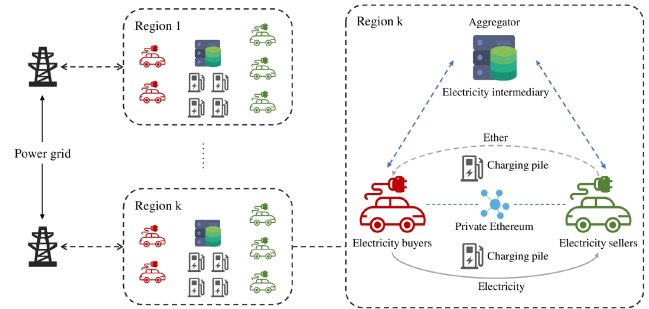 Region 1
Power grid
Region k
Region k
Aggregator
Electricity intermediary
Ether
Charging pile
Private Ethereum
Electricity buyers
Electricity sellers
Charging pile
Electricity